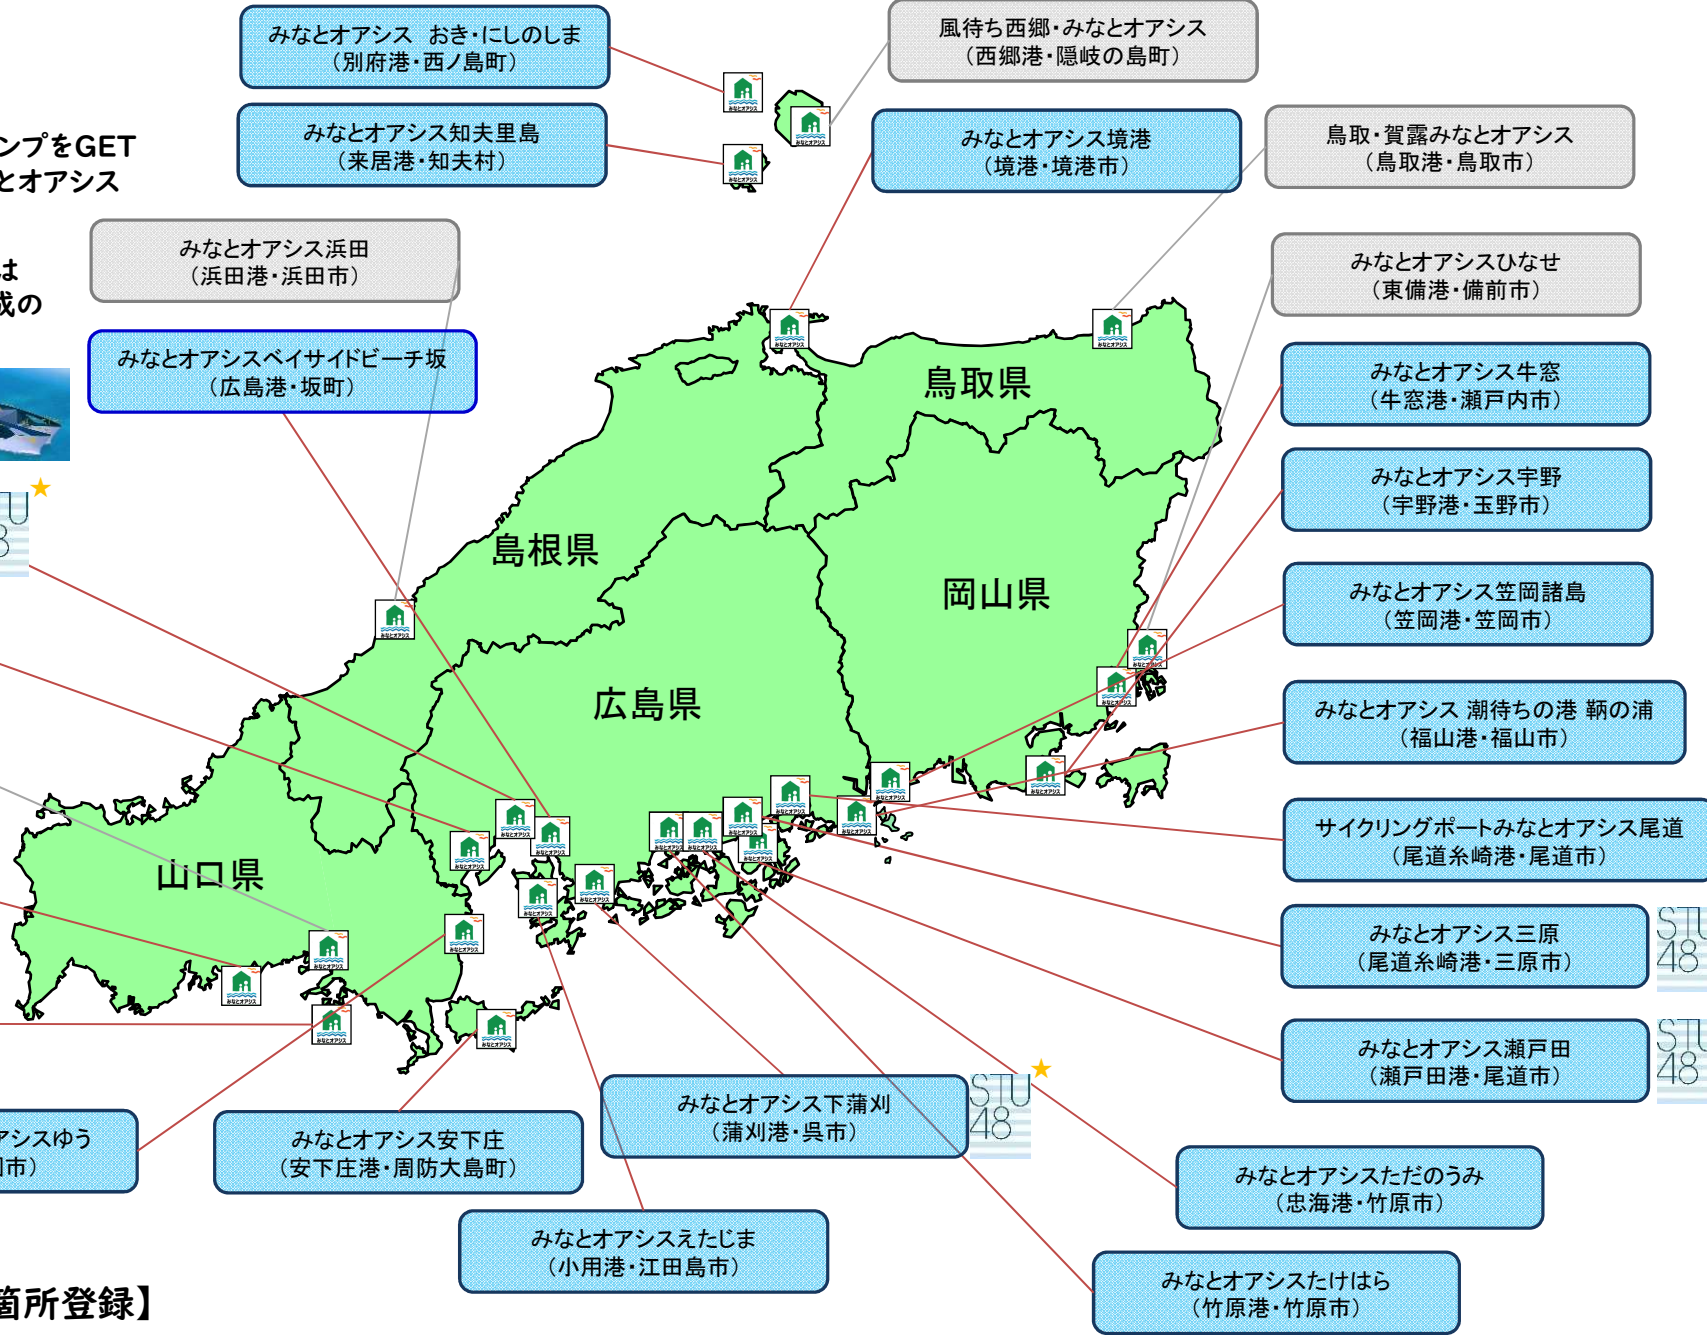 みなとオアシス おき・にしのしま
（別府港・西ノ島町）
風待ち西郷・みなとオアシス
（西郷港・隠岐の島町）
みなとオアシス知夫里島
（来居港・知夫村）
みなとオアシス境港
（境港・境港市）
鳥取・賀露みなとオアシス
（鳥取港・鳥取市）
ンプをGET
とオアシス
みなとオアシス浜田
（浜田港・浜田市）
みなとオアシスひなせ
（東備港・備前市）
は
成の
みなとオアシスベイサイドビーチ坂
（広島港・坂町）
みなとオアシス牛窓
（牛窓港・瀬戸内市）
みなとオアシス宇野
（宇野港・玉野市）
みなとオアシス笠岡諸島
（笠岡港・笠岡市）
みなとオアシス 潮待ちの港 鞆の浦
（福山港・福山市）
サイクリングポートみなとオアシス尾道
（尾道糸崎港・尾道市）
みなとオアシス三原
（尾道糸崎港・三原市）
STU
48
みなとオアシス瀬戸田
（瀬戸田港・尾道市）
STU
48
鳥取県
島根県
岡山県
広島県
山口県
アシスゆう
市）
みなとオアシス安下庄
（安下庄港・周防大島町）
みなとオアシス下蒲刈
（蒲刈港・呉市）
STU
48
みなとオアシスえたじま
（小用港・江田島市）
みなとオアシスただのうみ
（忠海港・竹原市）
みなとオアシスたけはら
（竹原港・竹原市）
箇所登録】